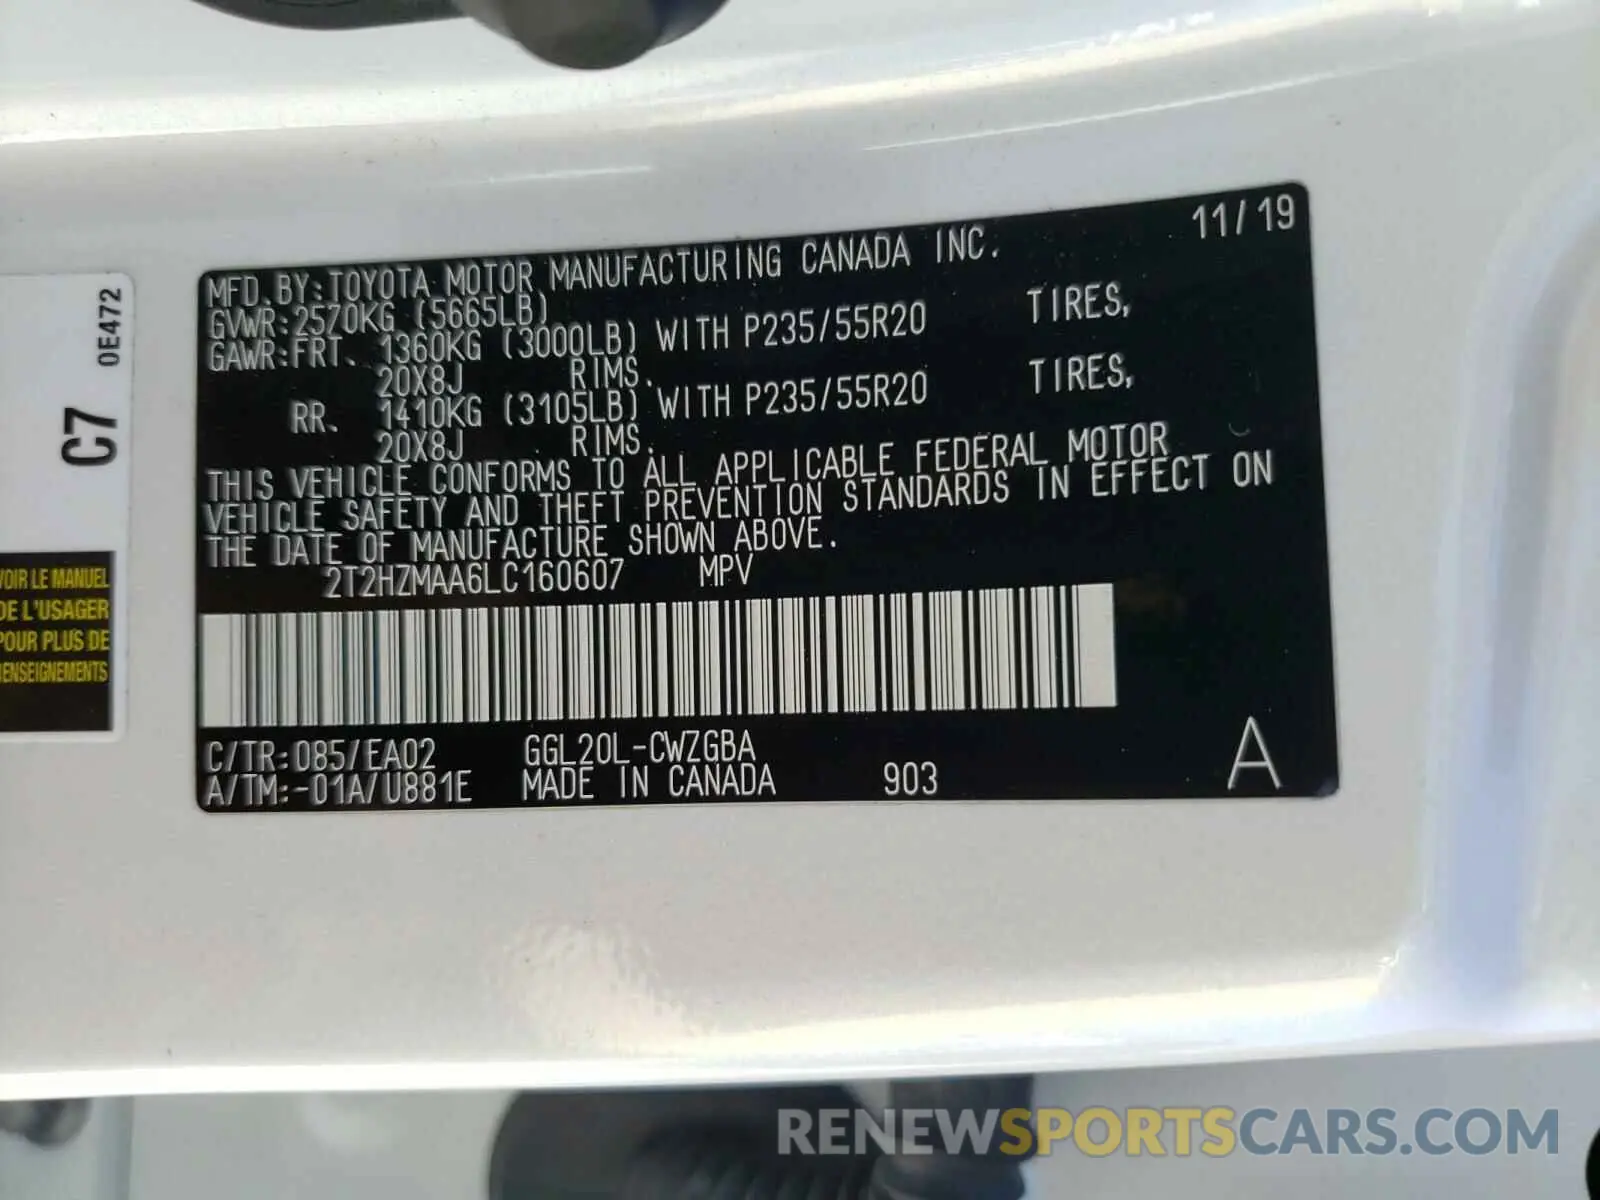 11/19
MFD.BY:TOYOTA MOTOR MANUFACTURING CANADA INC.
GVWR:2570KG (5665LB)
GAWR:FRT. 1360KG (3000LB) WITH P235/55R20 TIRES,
20X8J RIMS.
RR. 1410KG (3105LB) WITH P235/55R20 TIRES,
20X8J RIMS.
THIS VEHICLE CONFORMS TO ALL APPLICABLE FEDERAL MOTOR
VEHICLE SAFETY AND THEFT PREVENTION STANDARDS IN EFFECT ON
THE DATE OF MANUFACTURE SHOWN ABOVE.
2T2HZMAA6LC160607 MPV
C/TR:085/EA02 GGL20L-CWZGBA
A/TM:-01A/U881E MADE IN CANADA 903
A
C7 0E472
VOIR LE MANUEL
DE L'USAGER
POUR PLUS DE
RENSEIGNEMENTS
RENEWSPORTSCARS.COM